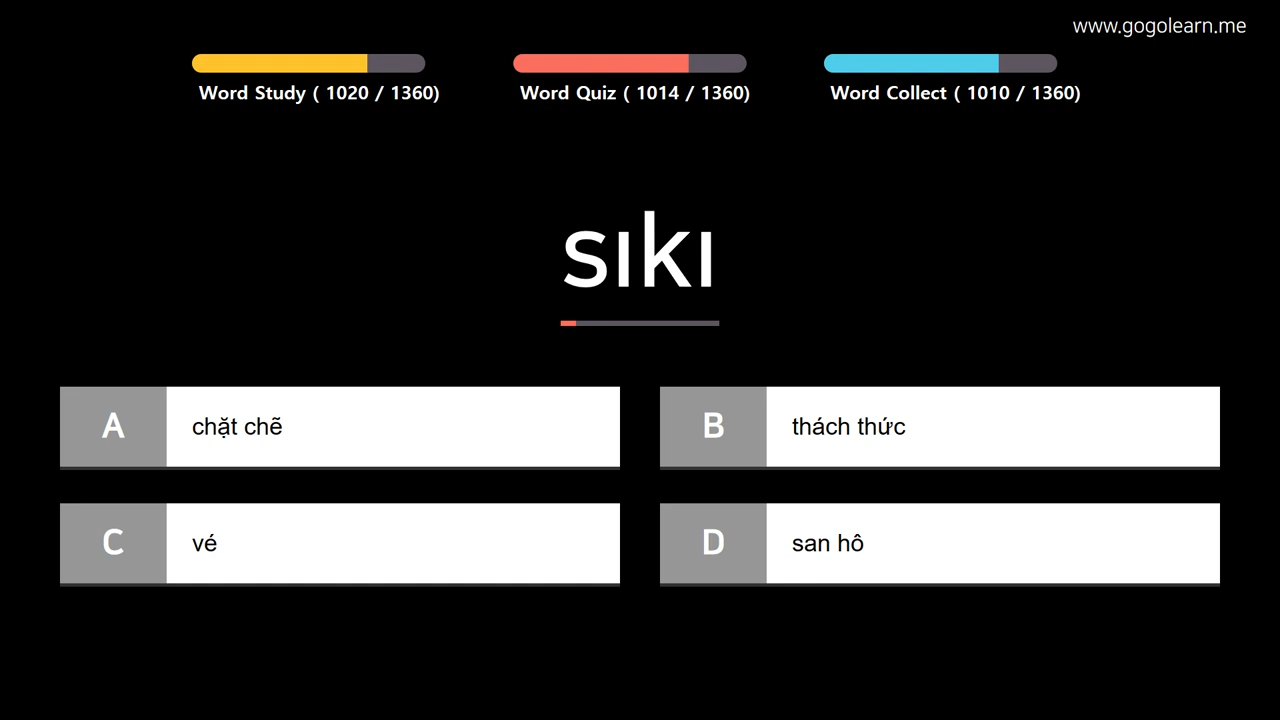 www.gogolearn.me
Word Study ( 1020 / 1360)
Word Quiz ( 1014 / 1360)
Word Collect ( 1010 / 1360)
sıkı
A
chặt chẽ
B
thách thức
C
vé
D
san hô